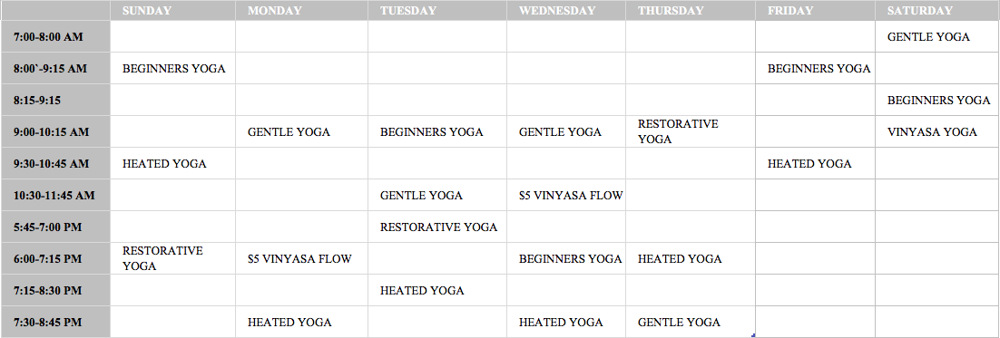 SUNDAY MONDAY TUESDAY WEDNESDAY THURSDAY FRIDAY SATURDAY
7:00-8:00 AM GENTLE YOGA
8:00`-9:15 AM BEGINNERS YOGA BEGINNERS YOGA
8:15-9:15 BEGINNERS YOGA
9:00-10:15 AM GENTLE YOGA BEGINNERS YOGA GENTLE YOGA RESTORATIVE YOGA VINYASA YOGA
9:30-10:45 AM HEATED YOGA HEATED YOGA
10:30-11:45 AM GENTLE YOGA $5 VINYASA FLOW
5:45-7:00 PM RESTORATIVE YOGA
6:00-7:15 PM RESTORATIVE YOGA $5 VINYASA FLOW BEGINNERS YOGA HEATED YOGA
7:15-8:30 PM HEATED YOGA
7:30-8:45 PM HEATED YOGA HEATED YOGA GENTLE YOGA